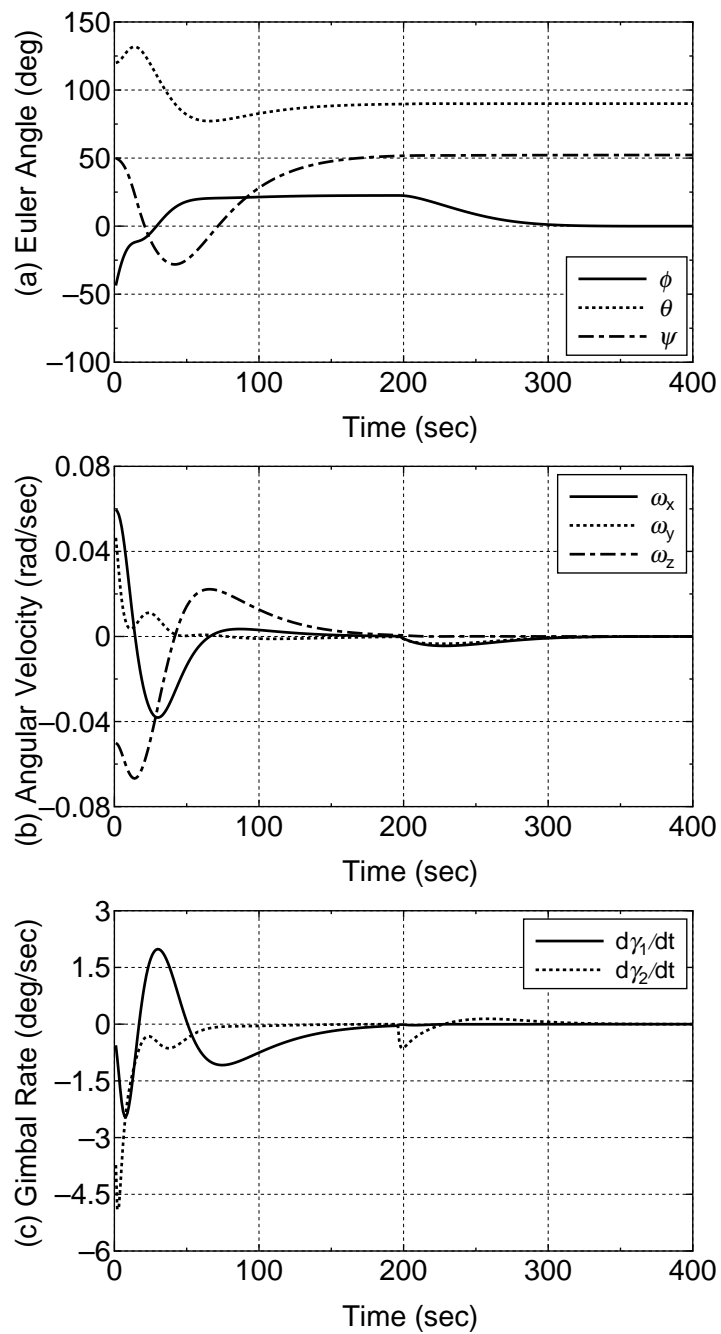 (a) Euler Angle (deg)
150
100
50
0
−50
−100
0
100
200
300
400
ϕ
θ
ψ
Time (sec)
(b) Angular Velocity (rad/sec)
0.08
0.04
0
−0.04
−0.08
0
100
200
300
400
ωx
ωy
ωz
Time (sec)
(c) Gimbal Rate (deg/sec)
3
1.5
0
−1.5
−3
−4.5
−6
0
100
200
300
400
dγ1/dt
dγ2/dt
Time (sec)